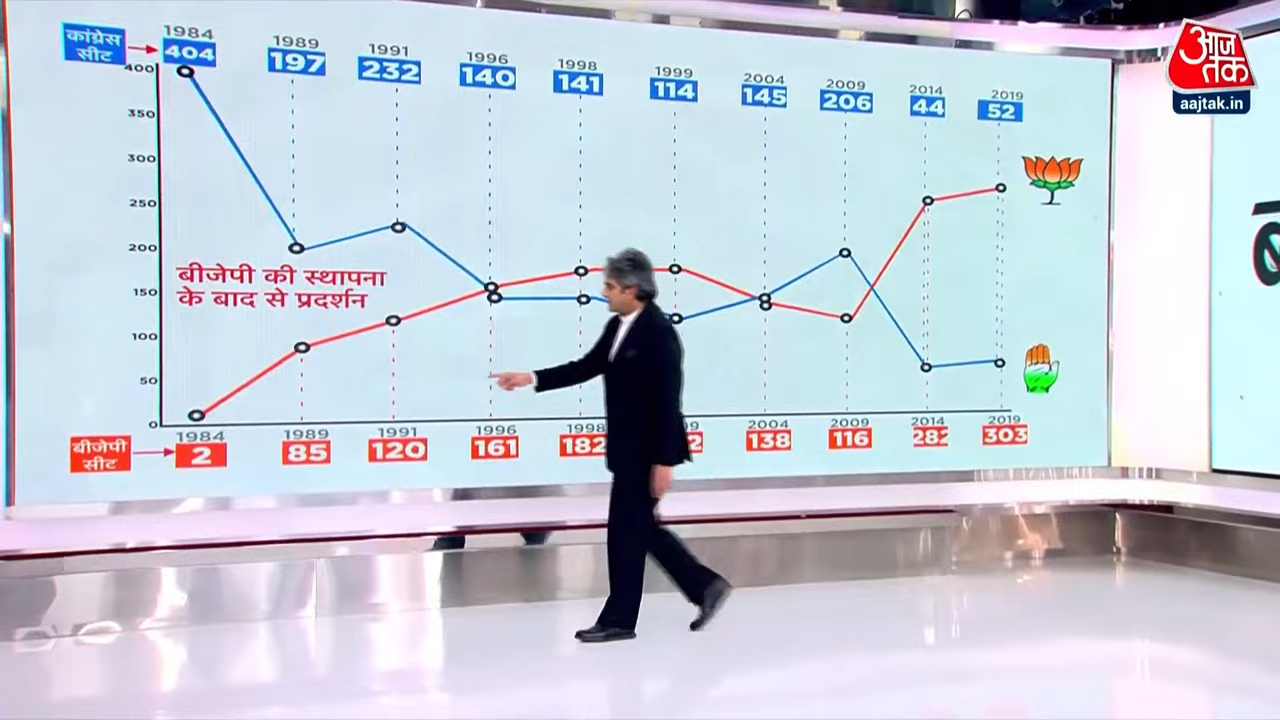 आज
तक
aajtak.in
कांग्रेस
सीट
1984 1989 1991 1996 1998 1999 2004 2009 2014 2019
404 197 232 140 141 114 145 206 44 52
400
350
300
250
200
150
100
50
0
बीजेपी की स्थापना
के बाद से प्रदर्शन
बीजेपी
सीट
1984 1989 1991 1996 1998 2004 2009 2014 2019
2 85 120 161 182 138 116 282 303